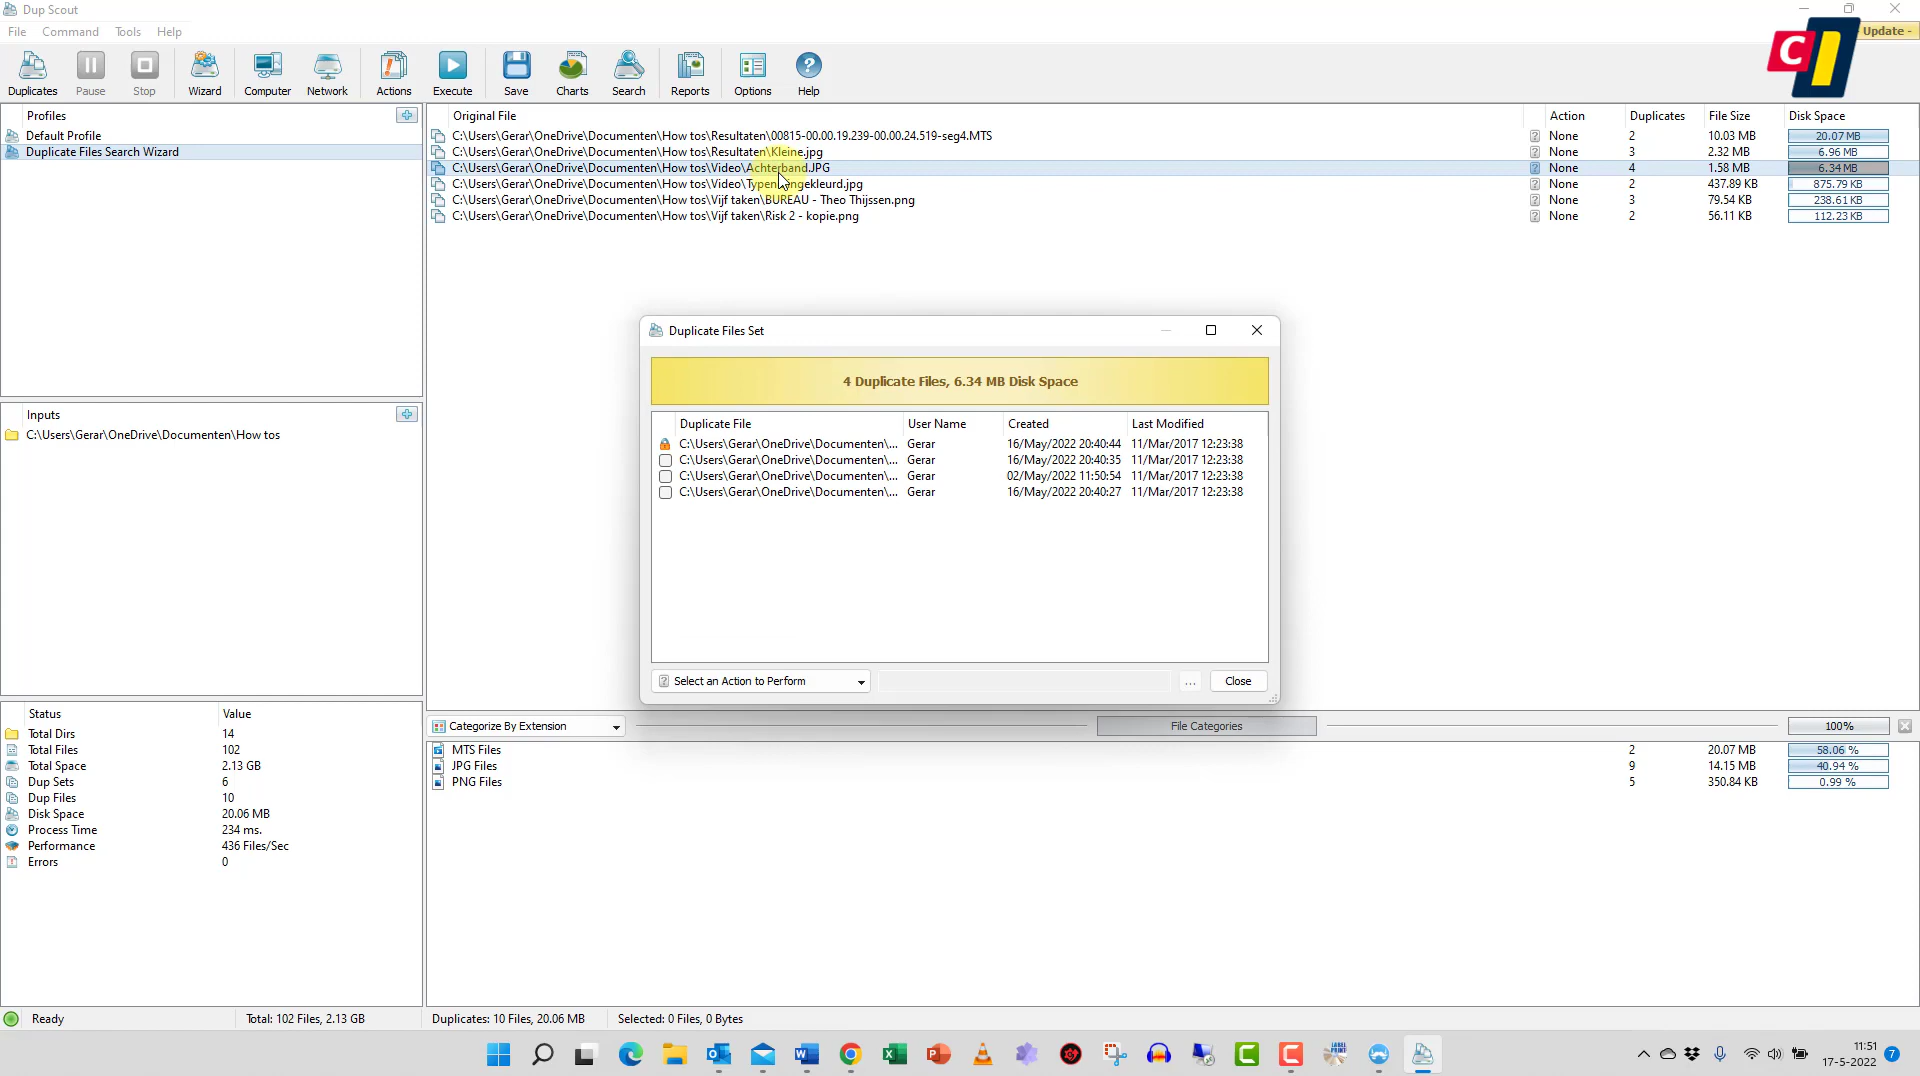 Dup Scout
File Command Tools Help
Update -
Duplicates Pause Stop Wizard Computer Network Actions Execute Save Charts Search Reports Options Help
Profiles
Default Profile
Duplicate Files Search Wizard
Original File Action Duplicates File Size Disk Space
C:\Users\Gerar\OneDrive\Documenten\How tos\Resultaten\00815-00.00.19.239-00.00.24.519-seg4.MTS None 2 10.03 MB 20.07 MB
C:\Users\Gerar\OneDrive\Documenten\How tos\Resultaten\Kleine.jpg None 3 2.32 MB 6.96 MB
C:\Users\Gerar\OneDrive\Documenten\How tos\Video\Achterband.JPG None 4 1.58 MB 6.34 MB
C:\Users\Gerar\OneDrive\Documenten\How tos\Video\Typen ingekleurd.jpg None 2 437.89 KB 875.79 KB
C:\Users\Gerar\OneDrive\Documenten\How tos\Vijf taken\BUREAU - Theo Thijssen.png None 3 79.54 KB 238.61 KB
C:\Users\Gerar\OneDrive\Documenten\How tos\Vijf taken\Risk 2 - kopie.png None 2 56.11 KB 112.23 KB
Inputs
C:\Users\Gerar\OneDrive\Documenten\How tos
Duplicate Files Set
4 Duplicate Files, 6.34 MB Disk Space
Duplicate File User Name Created Last Modified
C:\Users\Gerar\OneDrive\Documenten\... Gerar 16/May/2022 20:40:44 11/Mar/2017 12:23:38
C:\Users\Gerar\OneDrive\Documenten\... Gerar 16/May/2022 20:40:35 11/Mar/2017 12:23:38
C:\Users\Gerar\OneDrive\Documenten\... Gerar 02/May/2022 11:50:54 11/Mar/2017 12:23:38
C:\Users\Gerar\OneDrive\Documenten\... Gerar 16/May/2022 20:40:27 11/Mar/2017 12:23:38
Select an Action to Perform ... Close
Status Value
Total Dirs 14
Total Files 102
Total Space 2.13 GB
Dup Sets 6
Dup Files 10
Disk Space 20.06 MB
Process Time 234 ms.
Performance 436 Files/Sec
Errors 0
Categorize By Extension File Categories 100%
MTS Files 2 20.07 MB 58.06 %
JPG Files 9 14.15 MB 40.94 %
PNG Files 5 350.84 KB 0.99 %
Ready Total: 102 Files, 2.13 GB Duplicates: 10 Files, 20.06 MB Selected: 0 Files, 0 Bytes
11:51
17-5-2022 7